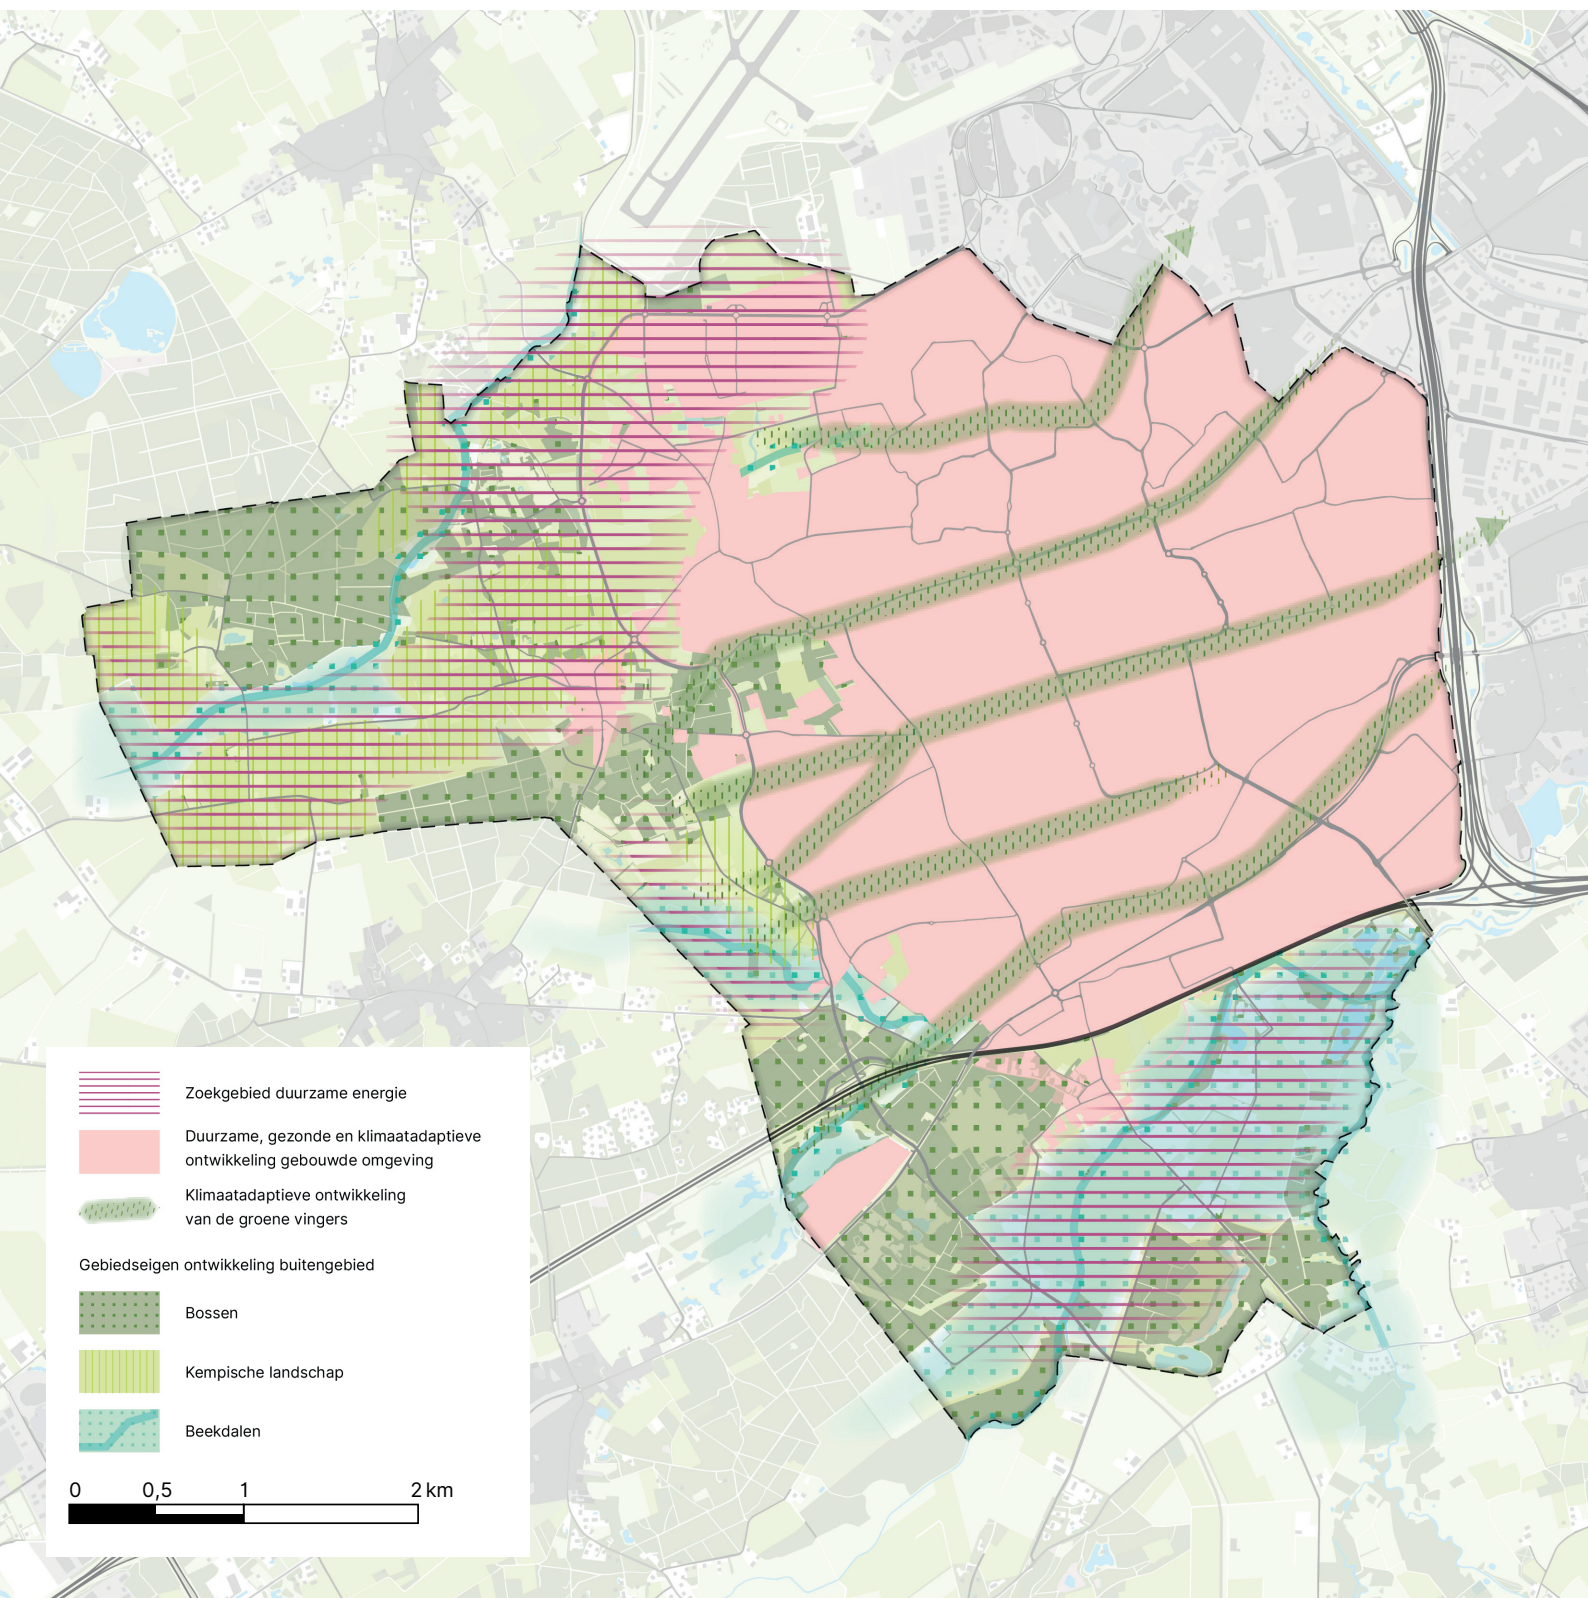 Zoekgebied duurzame energie
Duurzame, gezonde en klimaatadaptieve
ontwikkeling gebouwde omgeving
Klimaatadaptieve ontwikkeling
van de groene vingers
Gebiedseigen ontwikkeling buitengebied
Bossen
Kempische landschap
Beekdalen
0 0,5 1 2 km